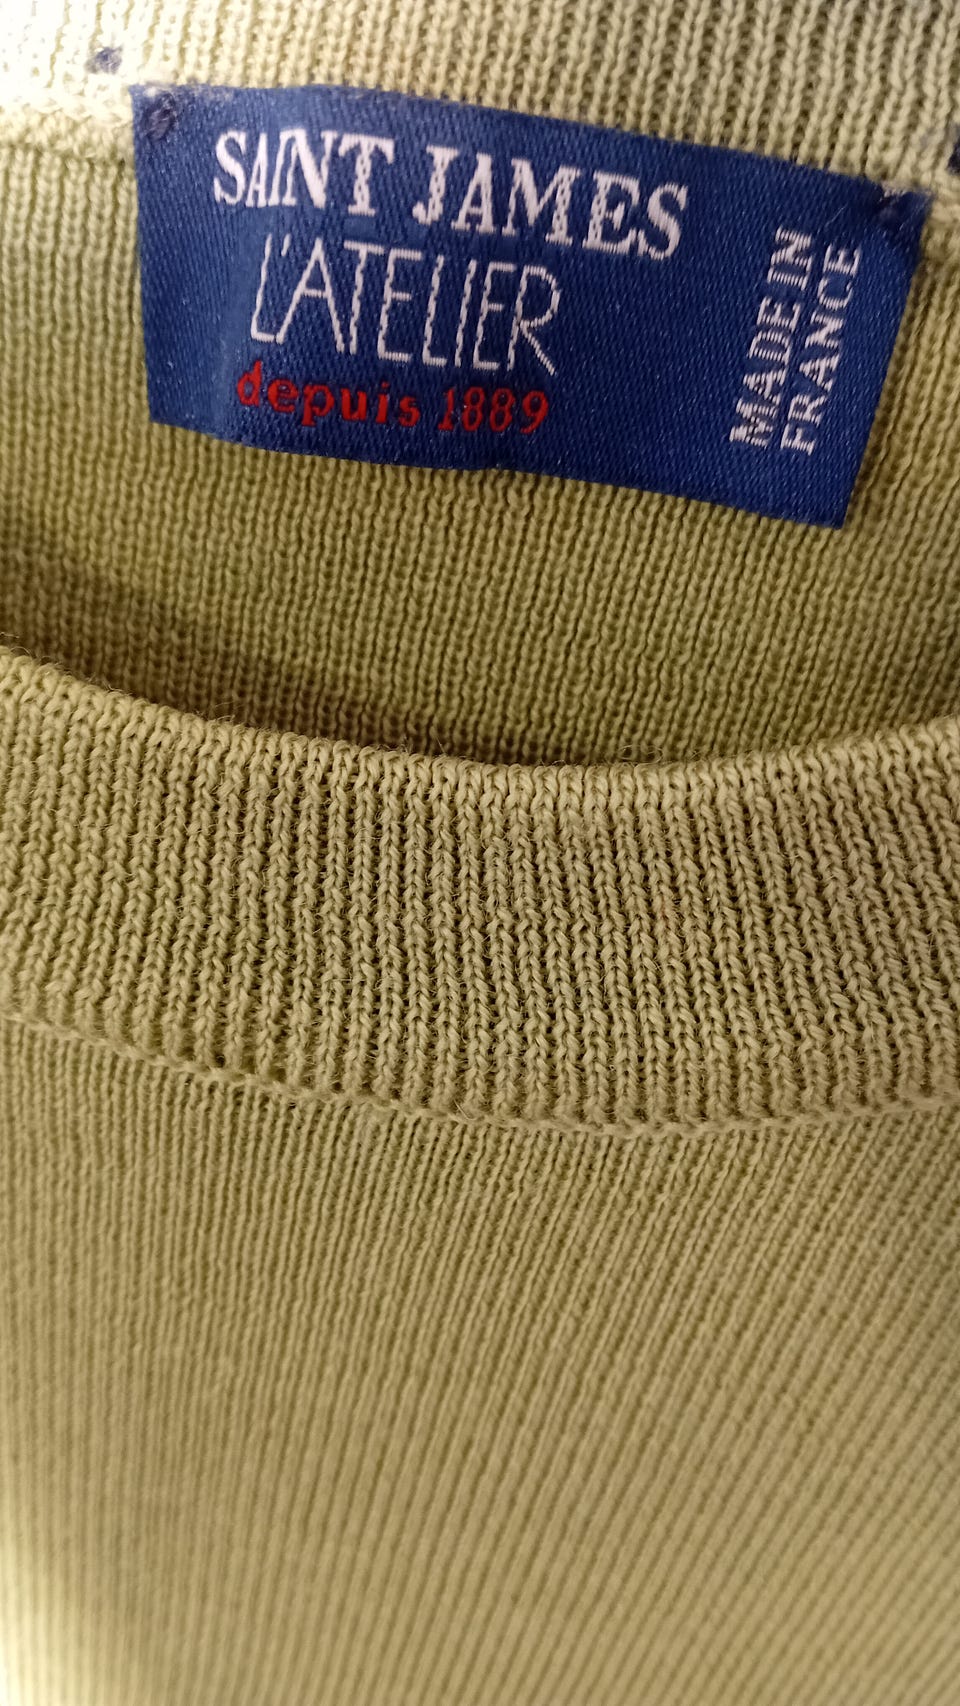 SAINT JAMES
L'ATELIER
depuis 1889
MADE IN
FRANCE